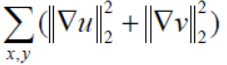 ∑(‖∇u‖₂² + ‖∇v‖₂²)
x,y